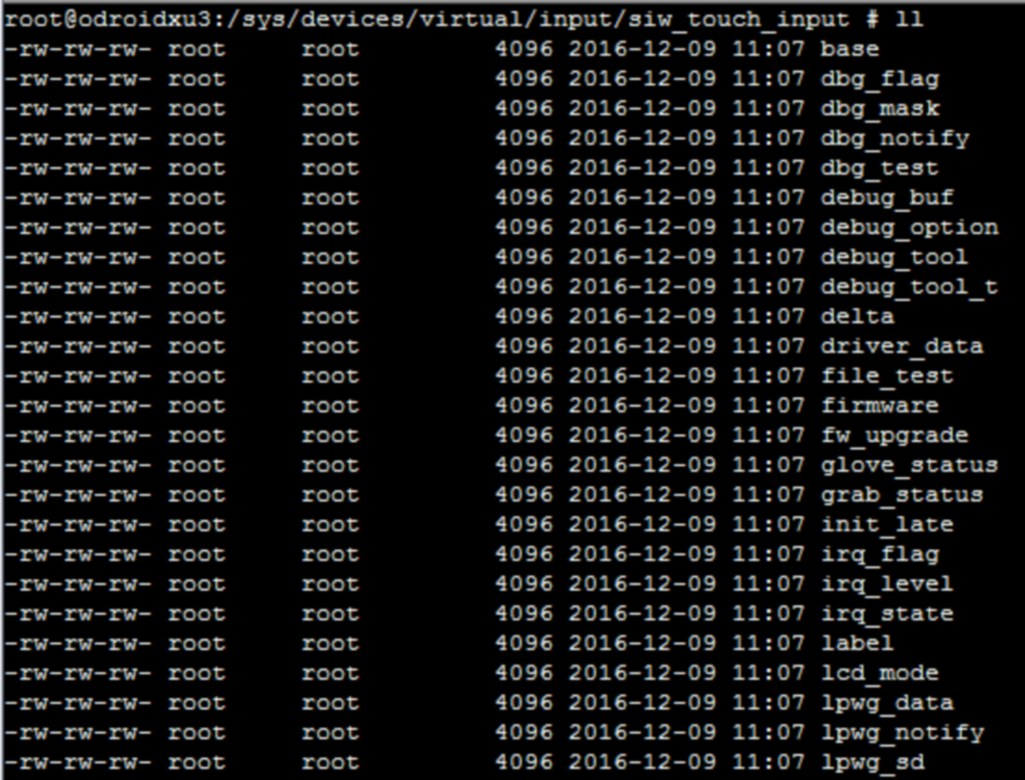 root@odroidxu3:/sys/devices/virtual/input/siw_touch_input # ll
-rw-rw-rw- root     root         4096 2016-12-09 11:07 base
-rw-rw-rw- root     root         4096 2016-12-09 11:07 dbg_flag
-rw-rw-rw- root     root         4096 2016-12-09 11:07 dbg_mask
-rw-rw-rw- root     root         4096 2016-12-09 11:07 dbg_notify
-rw-rw-rw- root     root         4096 2016-12-09 11:07 dbg_test
-rw-rw-rw- root     root         4096 2016-12-09 11:07 debug_buf
-rw-rw-rw- root     root         4096 2016-12-09 11:07 debug_option
-rw-rw-rw- root     root         4096 2016-12-09 11:07 debug_tool
-rw-rw-rw- root     root         4096 2016-12-09 11:07 debug_tool_t
-rw-rw-rw- root     root         4096 2016-12-09 11:07 delta
-rw-rw-rw- root     root         4096 2016-12-09 11:07 driver_data
-rw-rw-rw- root     root         4096 2016-12-09 11:07 file_test
-rw-rw-rw- root     root         4096 2016-12-09 11:07 firmware
-rw-rw-rw- root     root         4096 2016-12-09 11:07 fw_upgrade
-rw-rw-rw- root     root         4096 2016-12-09 11:07 glove_status
-rw-rw-rw- root     root         4096 2016-12-09 11:07 grab_status
-rw-rw-rw- root     root         4096 2016-12-09 11:07 init_late
-rw-rw-rw- root     root         4096 2016-12-09 11:07 irq_flag
-rw-rw-rw- root     root         4096 2016-12-09 11:07 irq_level
-rw-rw-rw- root     root         4096 2016-12-09 11:07 irq_state
-rw-rw-rw- root     root         4096 2016-12-09 11:07 label
-rw-rw-rw- root     root         4096 2016-12-09 11:07 lcd_mode
-rw-rw-rw- root     root         4096 2016-12-09 11:07 lpwg_data
-rw-rw-rw- root     root         4096 2016-12-09 11:07 lpwg_notify
-rw-rw-rw- root     root         4096 2016-12-09 11:07 lpwg_sd